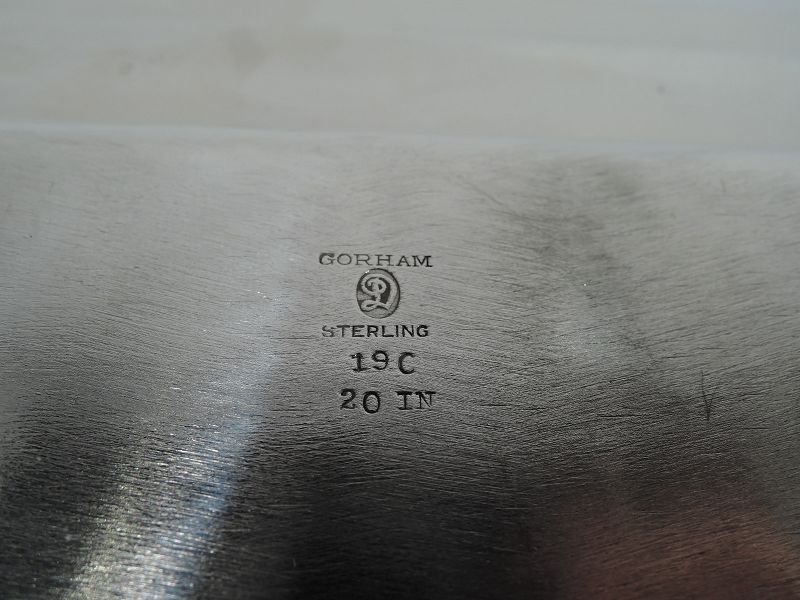 GORHAM
STERLING
19C
20 IN